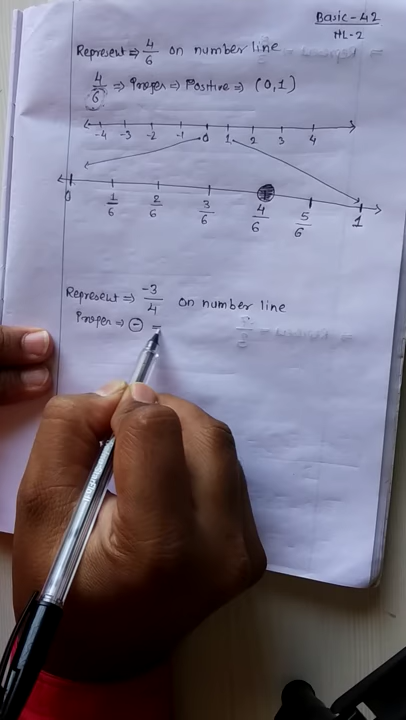 Basic-42
NL-2
Represent ⇒ 4/6 on number line
4/6 ⇒ Proper ⇒ Positive ⇒ (0,1)
-4 -3 -2 -1 0 1 2 3 4
0 1/6 2/6 3/6 4/6 5/6 1
Represent ⇒ -3/4 on number line
Proper ⇒ ⊖ =